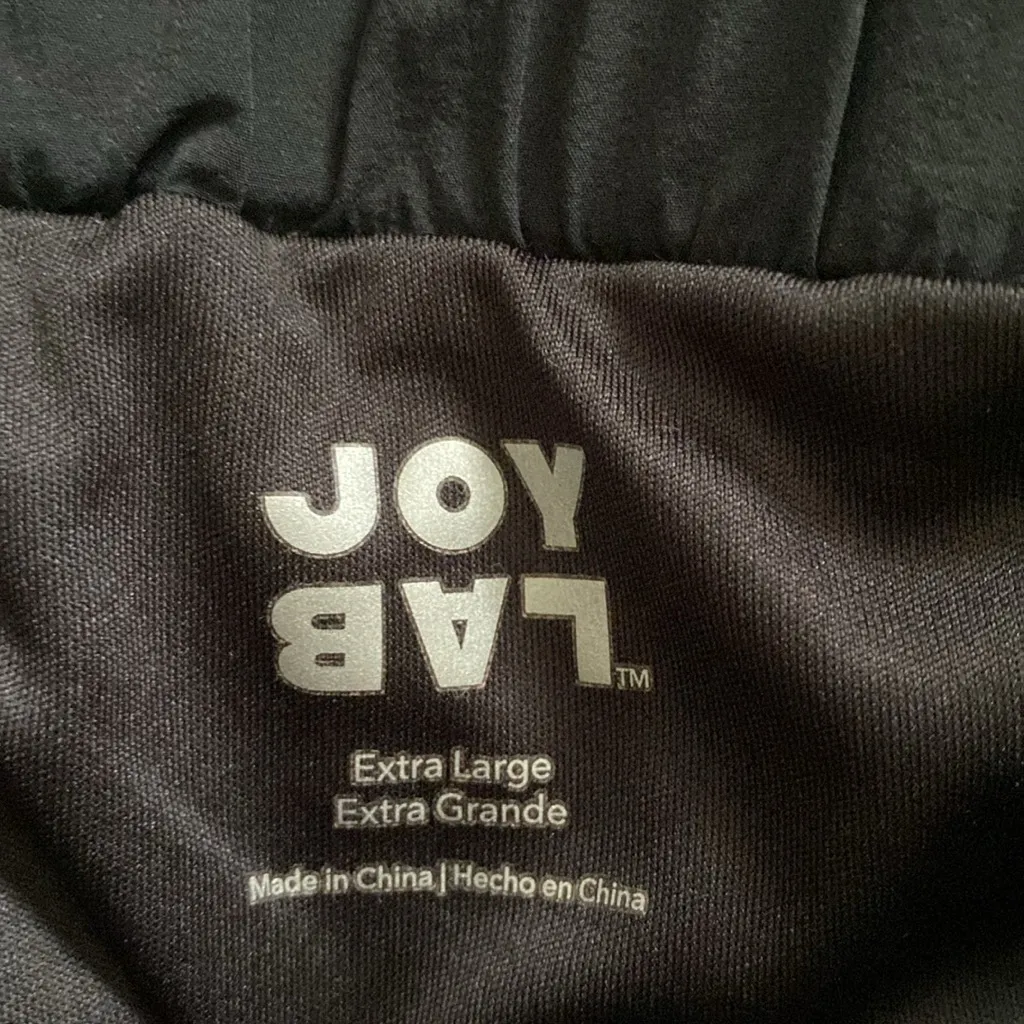 JOY
LAB™
Extra Large
Extra Grande
Made in China | Hecho en China